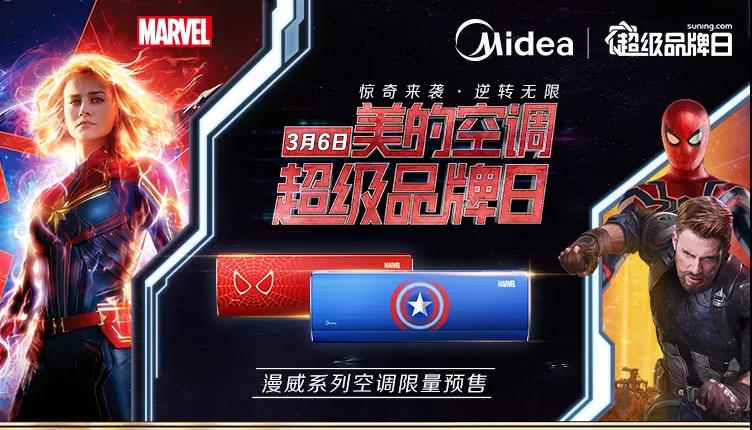 MARVEL
Midea
suning.com
超级品牌日
惊奇来袭·逆转无限
3月6日 美的空调
超级品牌日
MARVEL
MARVEL
Midea
漫威系列空调限量预售